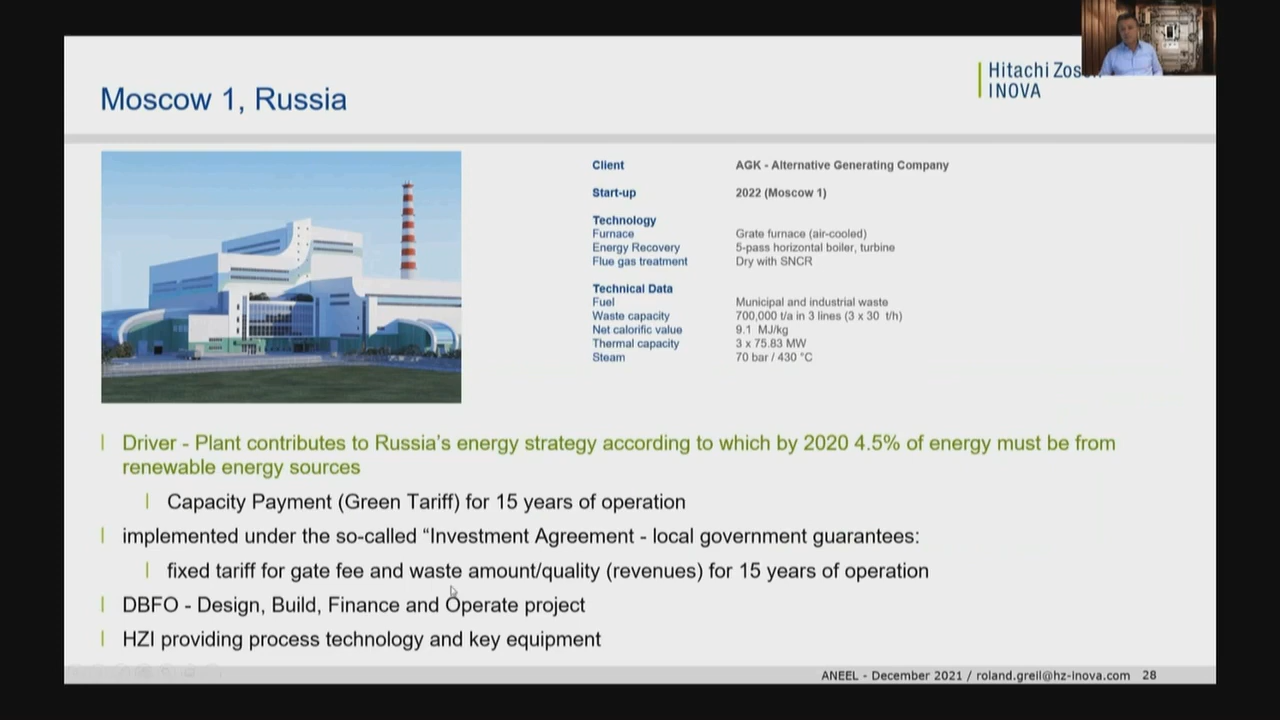 Hitachi Zos
INOVA
Moscow 1, Russia
Client AGK - Alternative Generating Company
Start-up 2022 (Moscow 1)
Technology
Furnace Grate furnace (air-cooled)
Energy Recovery 5-pass horizontal boiler, turbine
Flue gas treatment Dry with SNCR
Technical Data
Fuel Municipal and industrial waste
Waste capacity 700,000 t/a in 3 lines (3 x 30 t/h)
Net calorific value 9.1 MJ/kg
Thermal capacity 3 x 75.83 MW
Steam 70 bar / 430 °C
Driver - Plant contributes to Russia's energy strategy according to which by 2020 4.5% of energy must be from
renewable energy sources
Capacity Payment (Green Tariff) for 15 years of operation
implemented under the so-called “Investment Agreement - local government guarantees:
fixed tariff for gate fee and waste amount/quality (revenues) for 15 years of operation
DBFO - Design, Build, Finance and Operate project
HZI providing process technology and key equipment
ANEEL - December 2021 / roland.greil@hz-inova.com 28